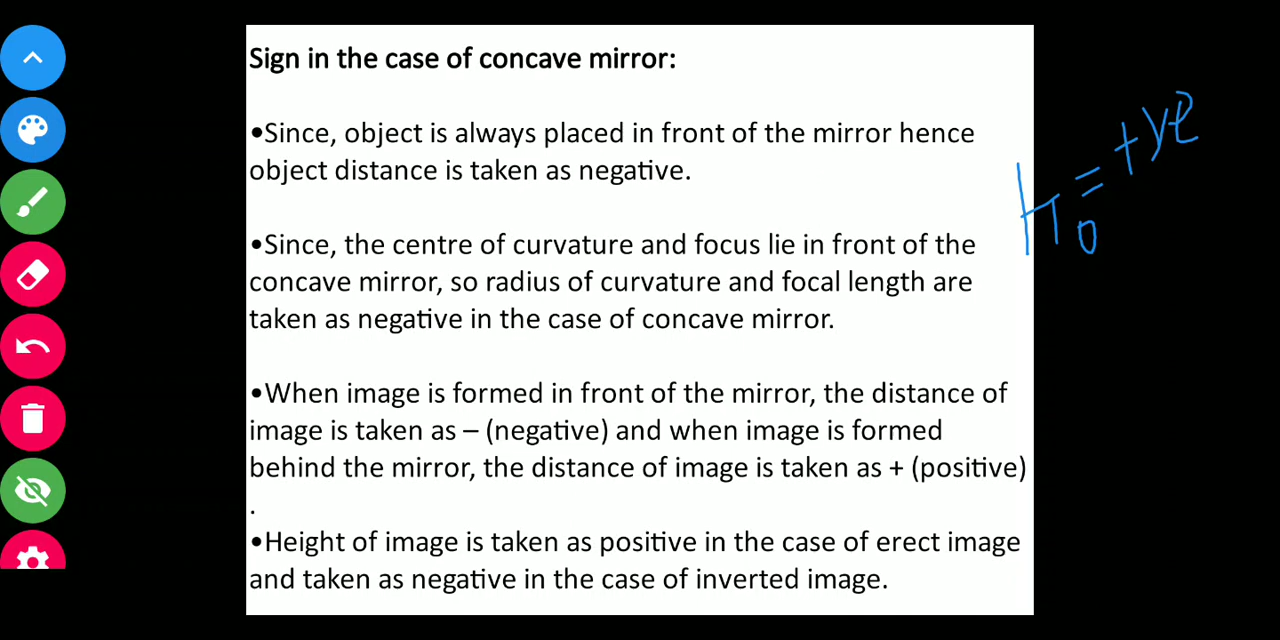 Sign in the case of concave mirror:
•Since, object is always placed in front of the mirror hence
object distance is taken as negative.
•Since, the centre of curvature and focus lie in front of the
concave mirror, so radius of curvature and focal length are
taken as negative in the case of concave mirror.
•When image is formed in front of the mirror, the distance of
image is taken as – (negative) and when image is formed
behind the mirror, the distance of image is taken as + (positive)
.
•Height of image is taken as positive in the case of erect image
and taken as negative in the case of inverted image.
H₀ = +ve